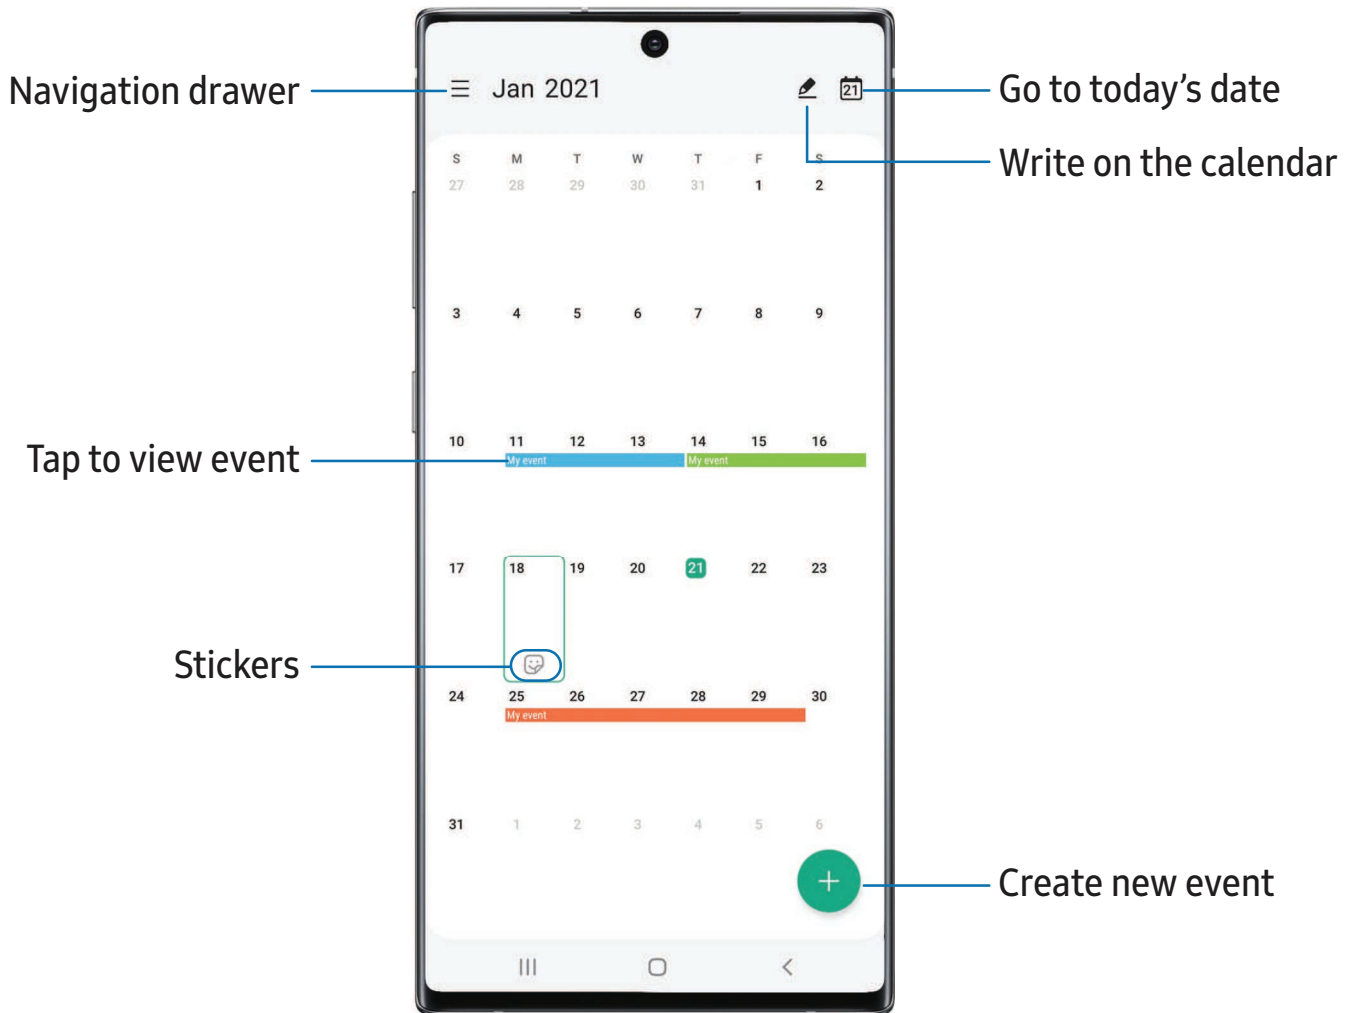 Navigation drawer
Jan 2021
21
Go to today's date
Write on the calendar
S M T W T F S
27 28 29 30 31 1 2
3 4 5 6 7 8 9
10 11 12 13 14 15 16
Tap to view event
My event My event
17 18 19 20 21 22 23
Stickers
24 25 26 27 28 29 30
My event
31 1 2 3 4 5 6
Create new event